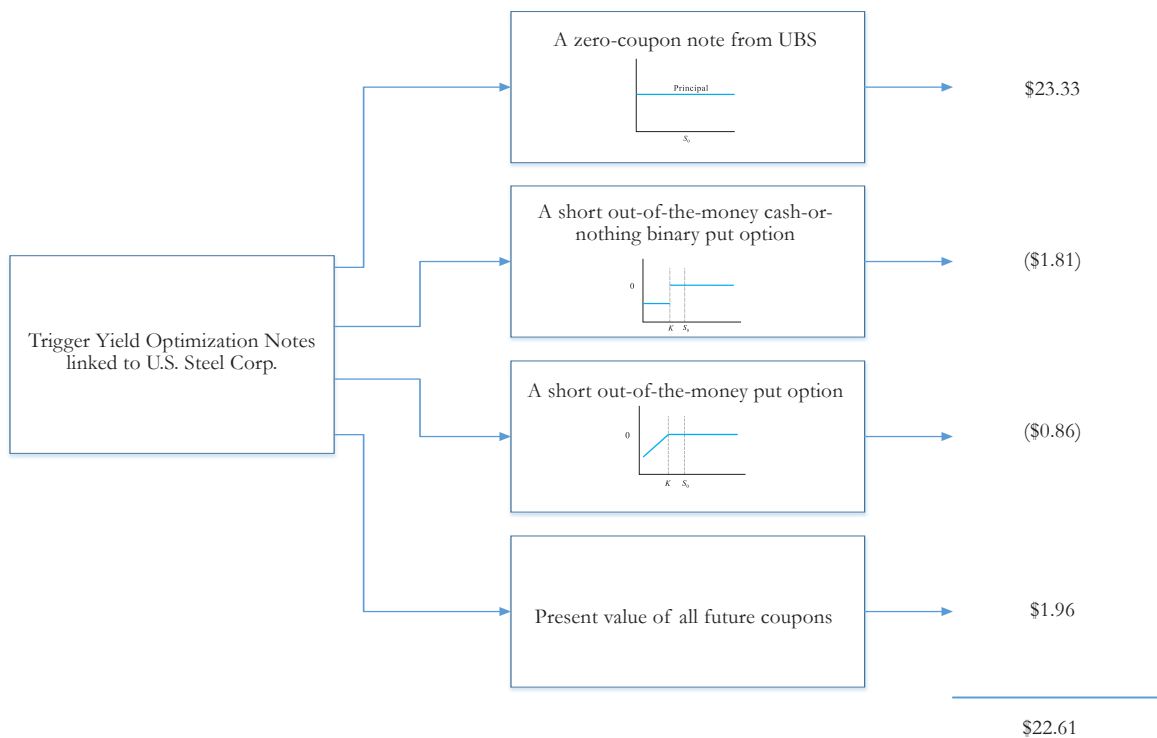 A zero-coupon note from UBS
Principal
S₀
$23.33
A short out-of-the-money cash-or-
nothing binary put option
0
K S₀
($1.81)
Trigger Yield Optimization Notes
linked to U.S. Steel Corp.
A short out-of-the-money put option
0
K S₀
($0.86)
Present value of all future coupons
$1.96
$22.61